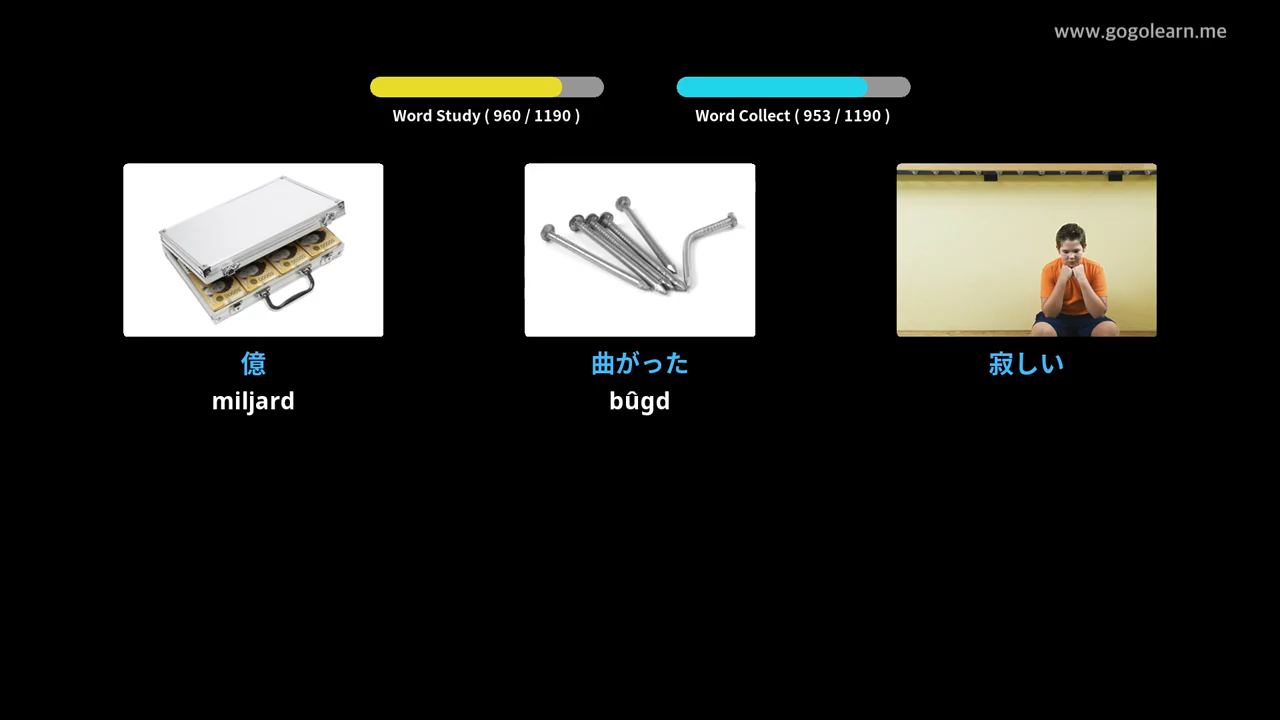 www.gogolearn.me
Word Study ( 960 / 1190 )
Word Collect ( 953 / 1190 )
億
曲がった
寂しい
miljard
bûgd